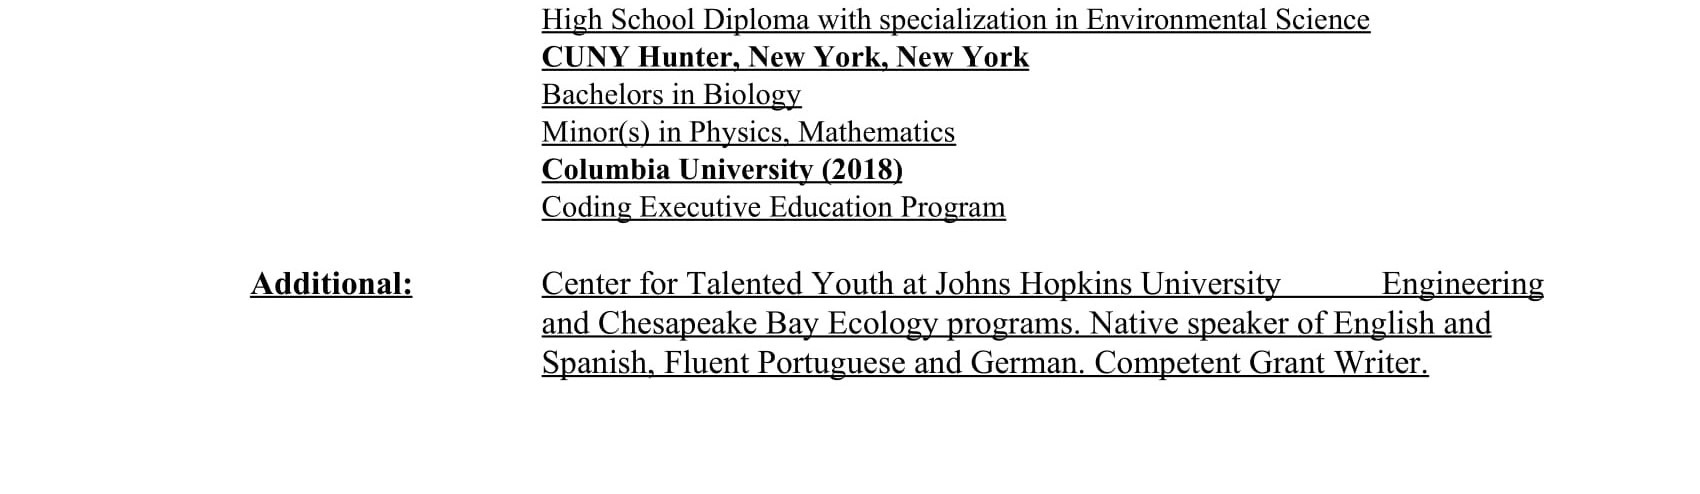 High School Diploma with specialization in Environmental Science
CUNY Hunter, New York, New York
Bachelors in Biology
Minor(s) in Physics, Mathematics
Columbia University (2018)
Coding Executive Education Program
Additional: Center for Talented Youth at Johns Hopkins University Engineering
and Chesapeake Bay Ecology programs. Native speaker of English and
Spanish, Fluent Portuguese and German. Competent Grant Writer.